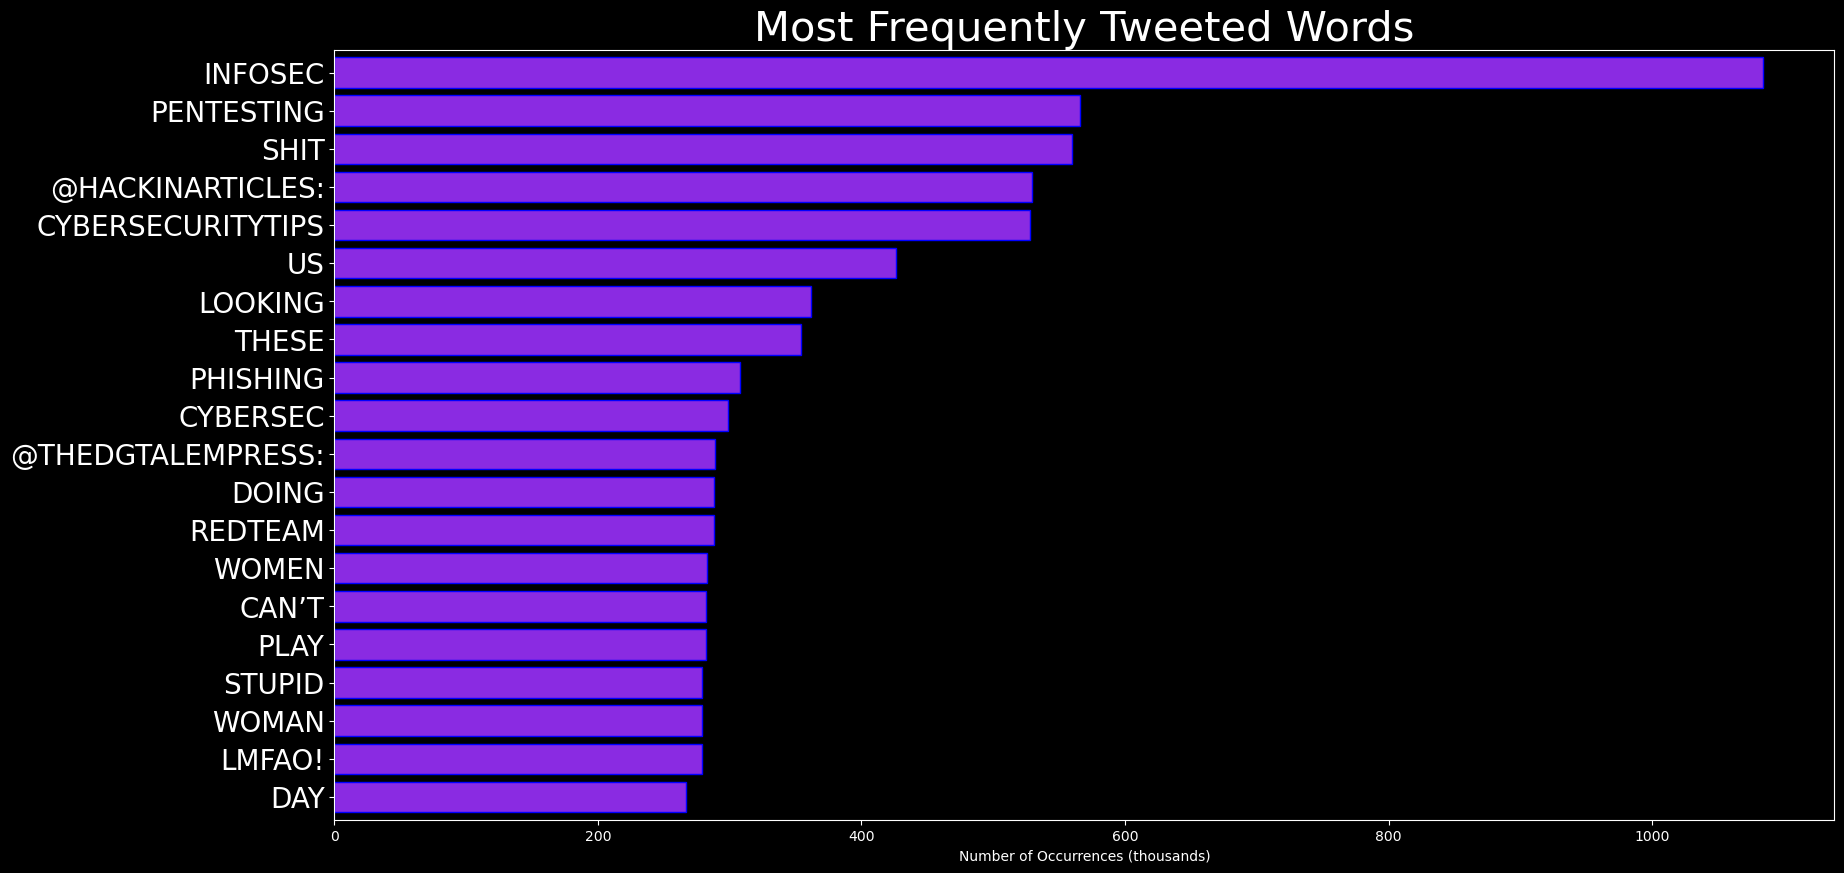 Most Frequently Tweeted Words
INFOSEC
PENTESTING
SHIT
@HACKINARTICLES:
CYBERSECURITYTIPS
US
LOOKING
THESE
PHISHING
CYBERSEC
@THEDGTALEMPRESS:
DOING
REDTEAM
WOMEN
CAN’T
PLAY
STUPID
WOMAN
LMFAO!
DAY
0 200 400 600 800 1000
Number of Occurrences (thousands)